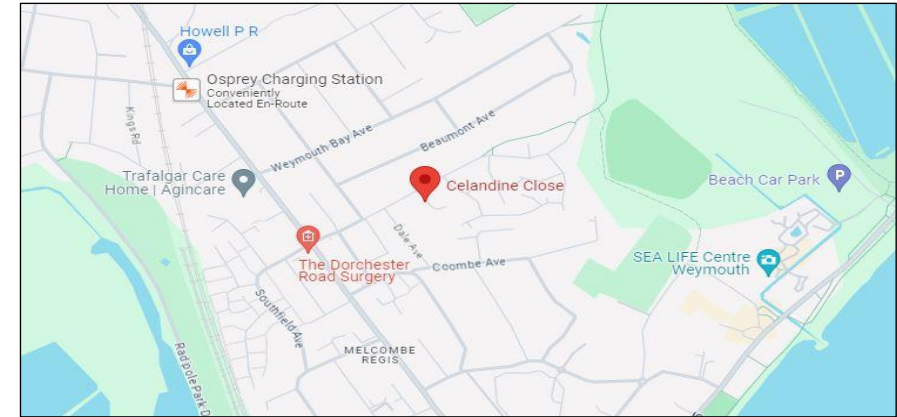 Howell P R
Osprey Charging Station
Conveniently
Located En-Route
Kings Rd
Weymouth Bay Ave
Beaumont Ave
Trafalgar Care
Home | Agincare
Celandine Close
Beach Car Park
P
Dale Ave
The Dorchester
Road Surgery
Coombe Ave
SEA LIFE Centre
Weymouth
Southfield Ave
MELCOMBE
REGIS
Radpole Park D